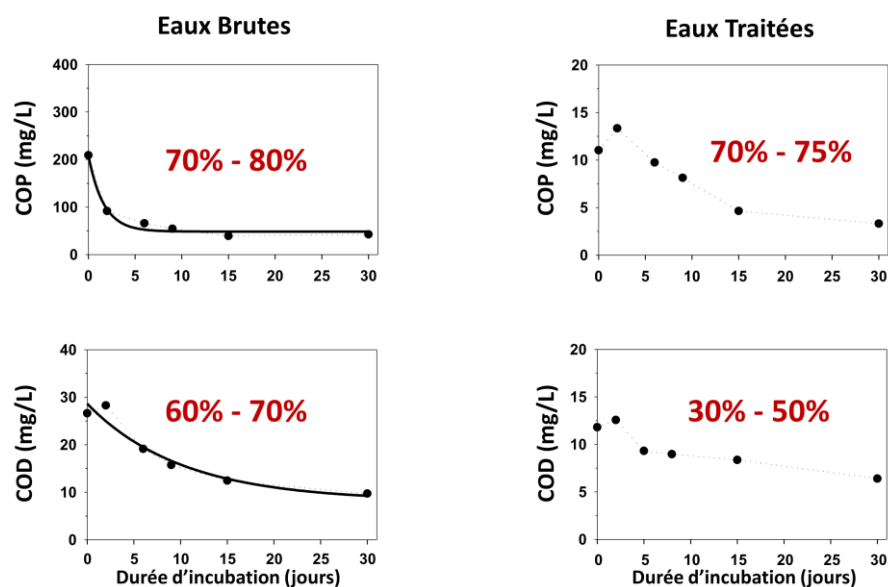 Eaux Brutes
Eaux Traitées
400
300
200
100
0
COP (mg/L)
70% - 80%
0 5 10 15 20 25 30
20
15
10
5
0
COP (mg/L)
70% - 75%
0 5 10 15 20 25 30
40
30
20
10
0
COD (mg/L)
60% - 70%
0 5 10 15 20 25 30
Durée d'incubation (jours)
20
15
10
5
0
COD (mg/L)
30% - 50%
0 5 10 15 20 25 30
Durée d'incubation (jours)